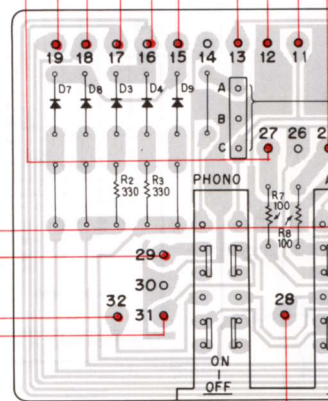 19 18 17 16 15 14 13 12 11
D7 D8 D3 D4 D9 A
B
27 26 2
C
R2 330 R3 330
PHONO A
R7 100
R8 100
29
30
32 31 28
ON
OFF